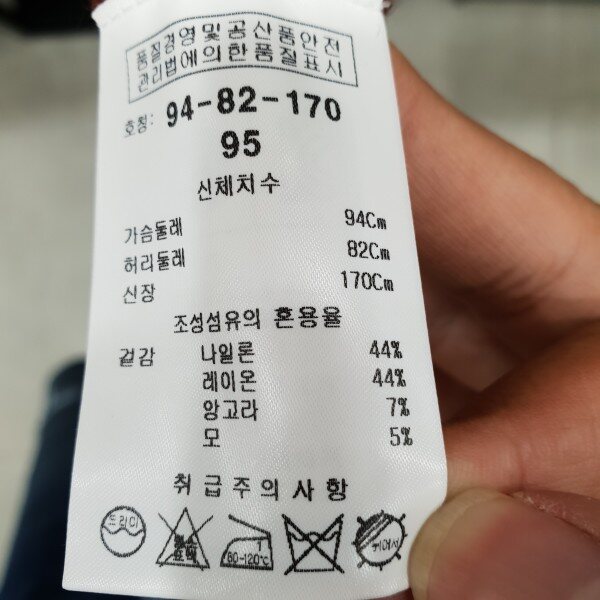 품질경영및공산품안전
관리법에의한품질표시
호칭: 94-82-170
95
신체치수
가슴둘레 94Cm
허리둘레 82Cm
신장 170Cm
조성섬유의 혼용율
겉감 나일론 44%
레이온 44%
앙고라 7%
모 5%
취급주의사항
드라이 80-120℃